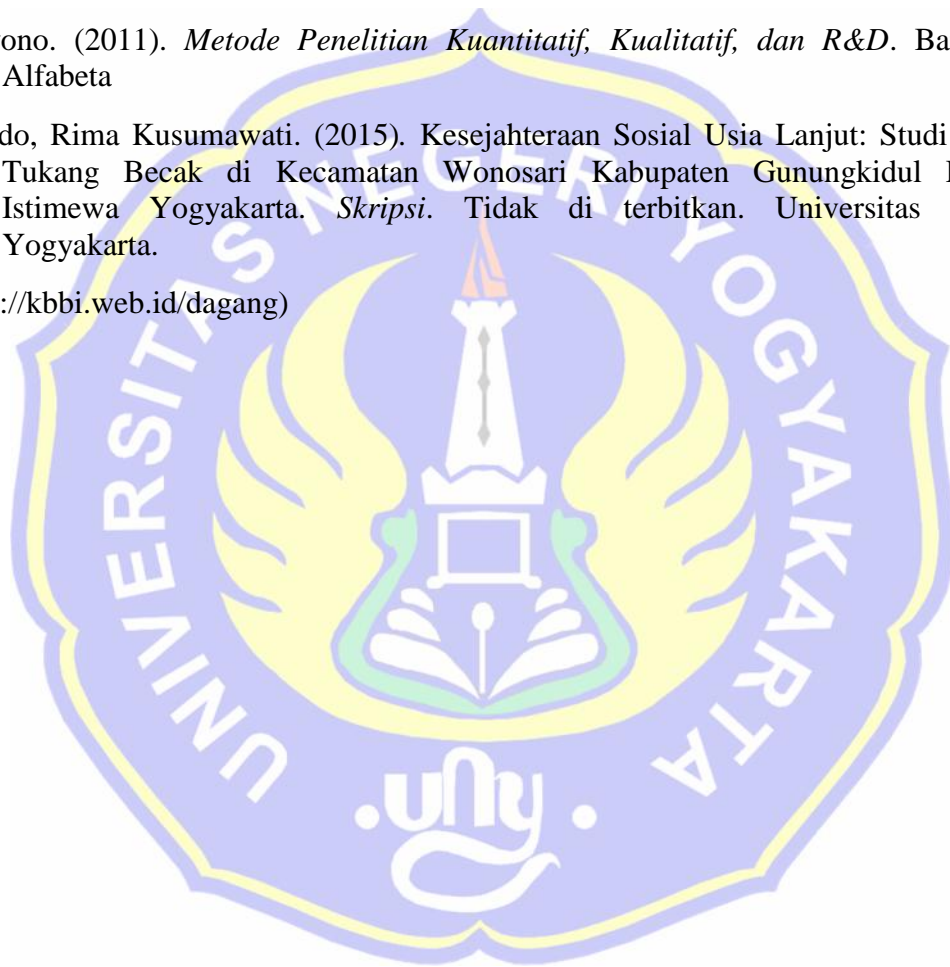 ono. (2011). Metode Penelitian Kuantitatif, Kualitatif, dan R&D. Ba
Alfabeta
do, Rima Kusumawati. (2015). Kesejahteraan Sosial Usia Lanjut: Studi
Tukang Becak di Kecamatan Wonosari Kabupaten Gunungkidul
Istimewa Yogyakarta. Skripsi. Tidak di terbitkan. Universitas
Yogyakarta.
://kbbi.web.id/dagang)
UNIVERSITAS NEGERI YOGYAKARTA
uny